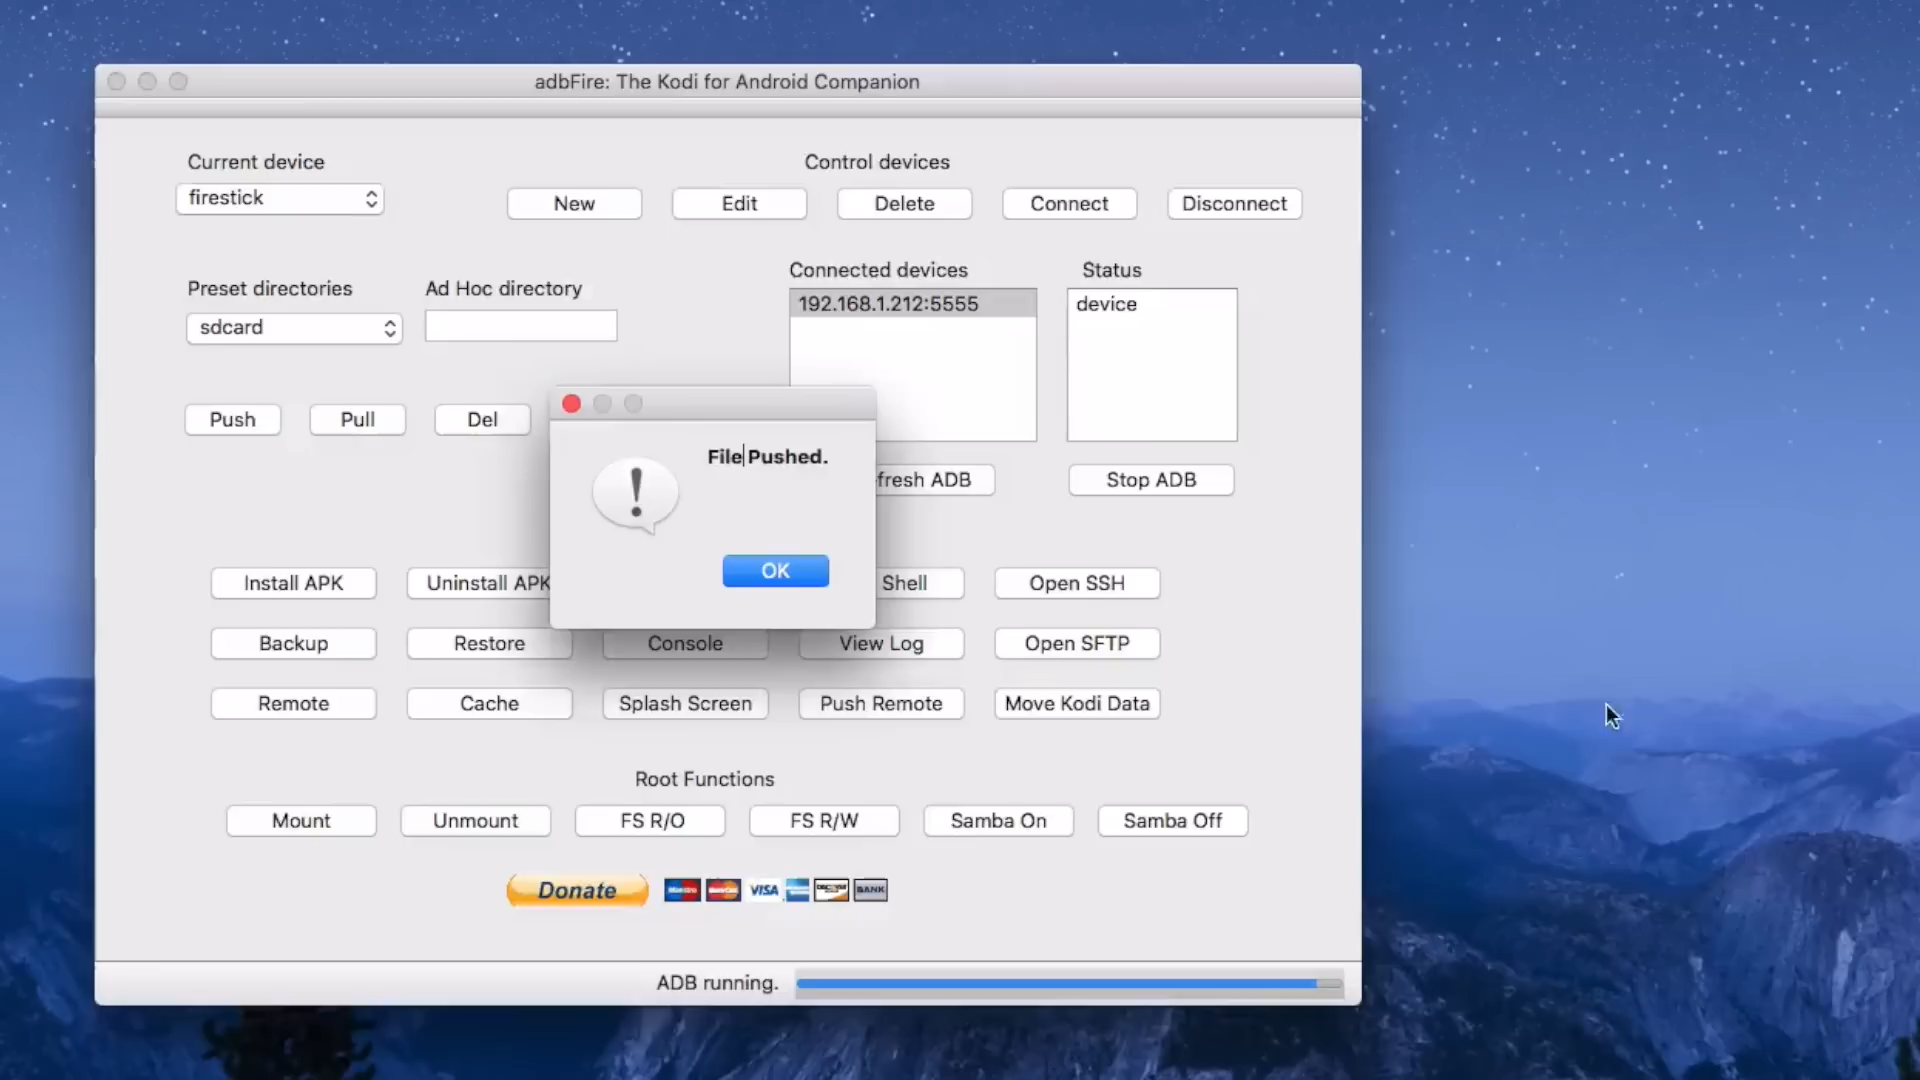 adbFire: The Kodi for Android Companion
Current device
Control devices
firestick
New
Edit
Delete
Connect
Disconnect
Connected devices
Status
Preset directories
Ad Hoc directory
192.168.1.212:5555
device
sdcard
Push
Pull
Del
File Pushed.
fresh ADB
Stop ADB
OK
Install APK
Uninstall APK
Shell
Open SSH
Backup
Restore
Console
View Log
Open SFTP
Remote
Cache
Splash Screen
Push Remote
Move Kodi Data
Root Functions
Mount
Unmount
FS R/O
FS R/W
Samba On
Samba Off
Donate
Maestro
MasterCard
VISA
DISCOVER
BANK
ADB running.